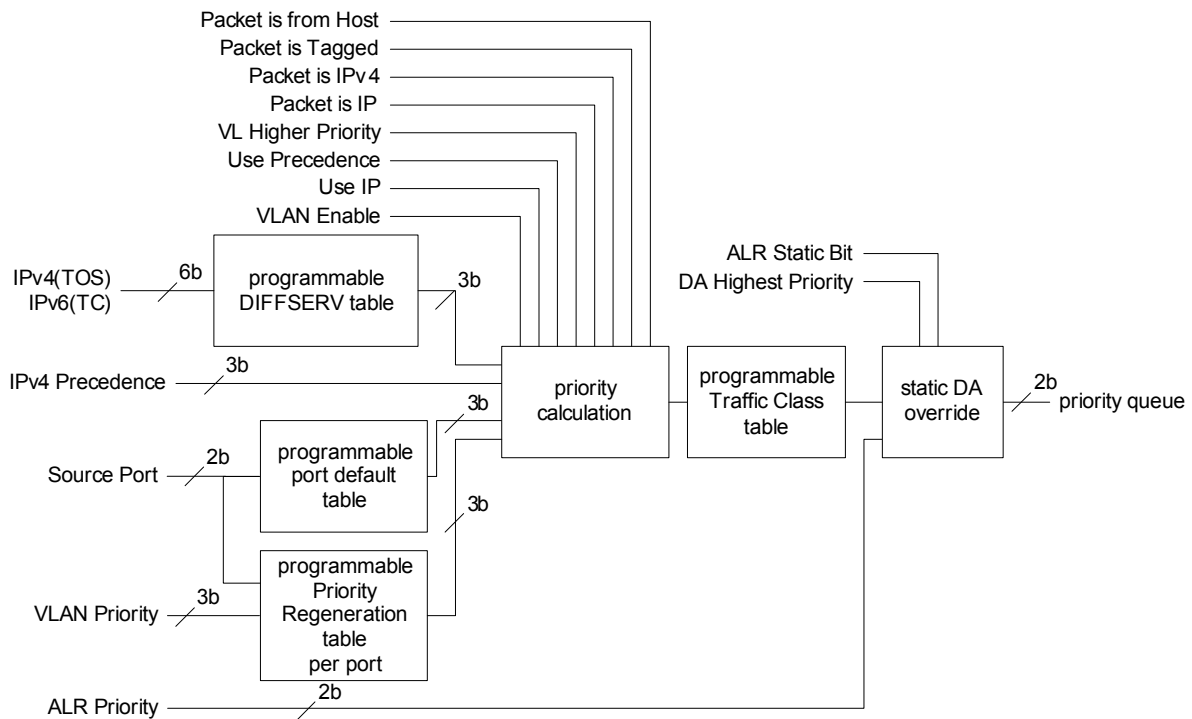 Packet is from Host
Packet is Tagged
Packet is IPv4
Packet is IP
VL Higher Priority
Use Precedence
Use IP
VLAN Enable
IPv4(TOS)
IPv6(TC)
6b
programmable
DIFFSERV table
3b
ALR Static Bit
DA Highest Priority
IPv4 Precedence
3b
priority
calculation
programmable
Traffic Class
table
static DA
override
2b
priority queue
Source Port
2b
programmable
port default
table
3b
VLAN Priority
3b
programmable
Priority
Regeneration
table
per port
3b
ALR Priority
2b